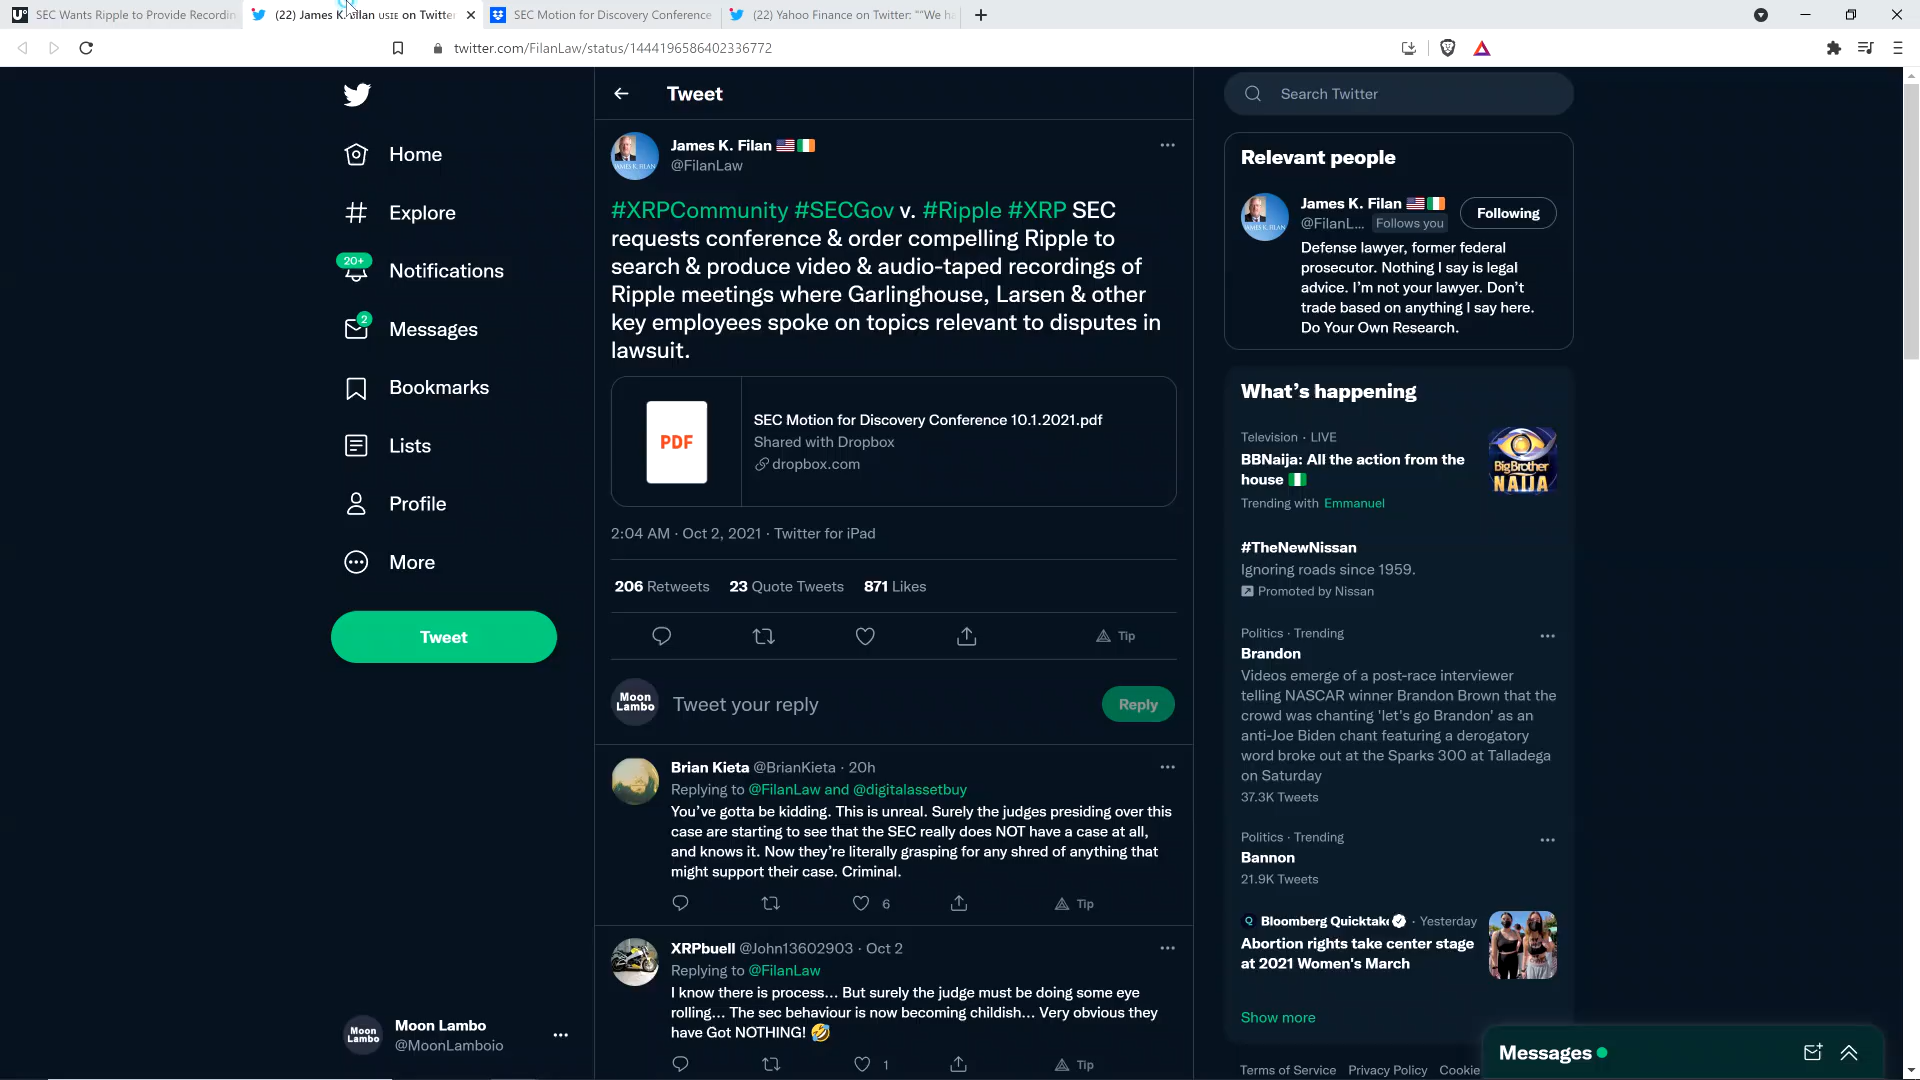 SEC Wants Ripple to Provide Recordin
(22) James K. Filan on Twitte
SEC Motion for Discovery Conference
(22) Yahoo Finance on Twitter: "“We ha
twitter.com/FilanLaw/status/1444196586402336772
Home
Explore
20+
Notifications
2
Messages
Bookmarks
Lists
Profile
More
Tweet
Moon Lambo
Moon Lambo
@MoonLamboio
Tweet
James K. Filan 🇺🇸🇮🇪
@FilanLaw
#XRPCommunity #SECGov v. #Ripple #XRP SEC
requests conference & order compelling Ripple to
search & produce video & audio-taped recordings of
Ripple meetings where Garlinghouse, Larsen & other
key employees spoke on topics relevant to disputes in
lawsuit.
PDF
SEC Motion for Discovery Conference 10.1.2021.pdf
Shared with Dropbox
dropbox.com
2:04 AM · Oct 2, 2021 · Twitter for iPad
206 Retweets 23 Quote Tweets 871 Likes
Tip
Moon Lambo
Tweet your reply
Reply
Brian Kieta @BrianKieta · 20h
Replying to @FilanLaw and @digitalassetbuy
You’ve gotta be kidding. This is unreal. Surely the judges presiding over this
case are starting to see that the SEC really does NOT have a case at all,
and knows it. Now they’re literally grasping for any shred of anything that
might support their case. Criminal.
6
Tip
XRPbuell @John13602903 · Oct 2
Replying to @FilanLaw
I know there is process... But surely the judge must be doing some eye
rolling... The sec behaviour is now becoming childish... Very obvious they
have Got NOTHING! 🤣
1
Tip
Search Twitter
Relevant people
James K. Filan 🇺🇸🇮🇪
@FilanL... Follows you
Following
Defense lawyer, former federal
prosecutor. Nothing I say is legal
advice. I’m not your lawyer. Don’t
trade based on anything I say here.
Do Your Own Research.
What’s happening
Television · LIVE
BBNaija: All the action from the
house 🇳🇬
Trending with Emmanuel
BigBrother
NAIJA
#TheNewNissan
Ignoring roads since 1959.
Promoted by Nissan
Politics · Trending
Brandon
Videos emerge of a post-race interviewer
telling NASCAR winner Brandon Brown that the
crowd was chanting 'let's go Brandon' as an
anti-Joe Biden chant featuring a derogatory
word broke out at the Sparks 300 at Talladega
on Saturday
37.3K Tweets
Politics · Trending
Bannon
21.9K Tweets
Bloomberg Quicktak · Yesterday
Abortion rights take center stage
at 2021 Women's March
Show more
Terms of Service Privacy Policy Cookie
Messages